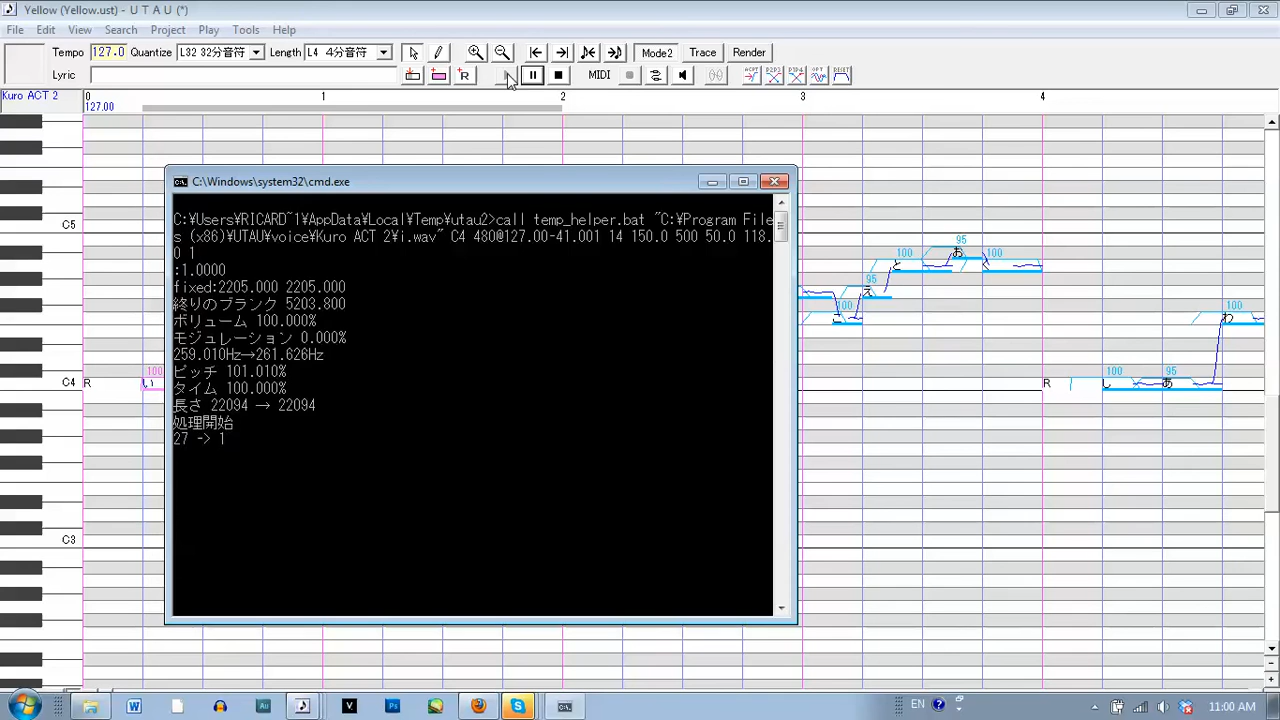 Yellow (Yellow.ust) - U T A U (*)
File Edit View Search Project Play Tools Help
Tempo 127.0 Quantize L32 32分音符 Length L4 4分音符 Mode2 Trace Render
Lyric R MIDI
Kuro ACT 2 0 1 2 3 4
127.00
C:\Windows\system32\cmd.exe
C:¥Users¥RICARD~1¥AppData¥Local¥Temp¥utau2>call temp_helper.bat "C:¥Program File
s (x86)¥UTAU¥voice¥Kuro ACT 2¥i.wav" C4 480@127.00-41.001 14 150.0 500 50.0 118.
0 1
:1.0000
fixed:2205.000 2205.000
終りのブランク 5203.800
ボリューム 100.000%
モジュレーション 0.000%
259.010Hz→261.626Hz
ピッチ 101.010%
タイム 100.000%
長さ 22094 → 22094
処理開始
27 -> 1
C5
C4
C3
R
100
い
100
こ
95
え
100
と
95
あ
100
R
100
し
95
あ
100
わ
EN
11:00 AM